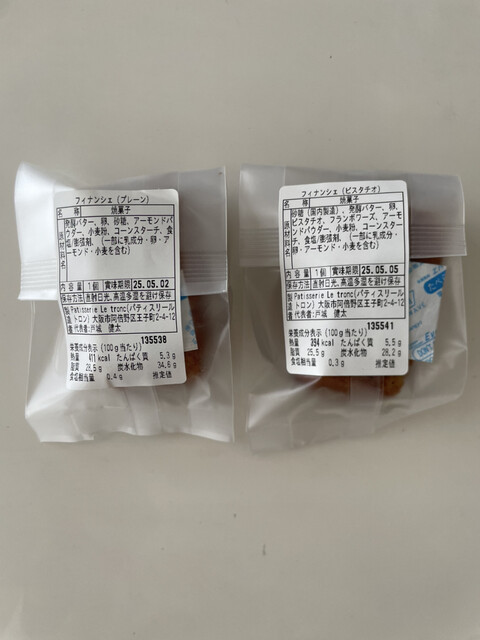 フィナンシェ (プレーン)
名 称 焼菓子
原材料名 発酵バター、卵、砂糖、アーモンドパウダー、小麦粉、コーンスターチ、食塩/膨張剤、(一部に乳成分・卵・アーモンド・小麦を含む)
内容量 1個 賞味期限 25.05.02
保存方法 直射日光、高温多湿を避け保存
製造者 Patisserie Le tronc(パティスリール
トロン) 大阪市阿倍野区王子町2-4-12
代表者:戸城 健太
135538
栄養成分表示 (100g当たり)
熱量 411 kcal たんぱく質 5.3 g
脂質 28.5 g 炭水化物 34.6 g
食塩相当量 0.4 g 推定値
フィナンシェ (ピスタチオ)
名 称 焼菓子
原材料名 砂糖 (国内製造)、発酵バター、卵、ピスタチオ、フランボワーズ、アーモンドパウダー、小麦粉、コーンスターチ、食塩/膨張剤、(一部に乳成分・卵・アーモンド・小麦を含む)
内容量 1個 賞味期限 25.05.02
保存方法 直射日光、高温多湿を避け保存
製造者 Patisserie Le tronc(パティスリール
トロン) 大阪市阿倍野区王子町2-4-12
代表者:戸城 健太
135541
栄養成分表示 (100g当たり)
熱量 394 kcal たんぱく質 5.5 g
脂質 25.5 g 炭水化物 28.2 g
食塩相当量 0.3 g 推定値